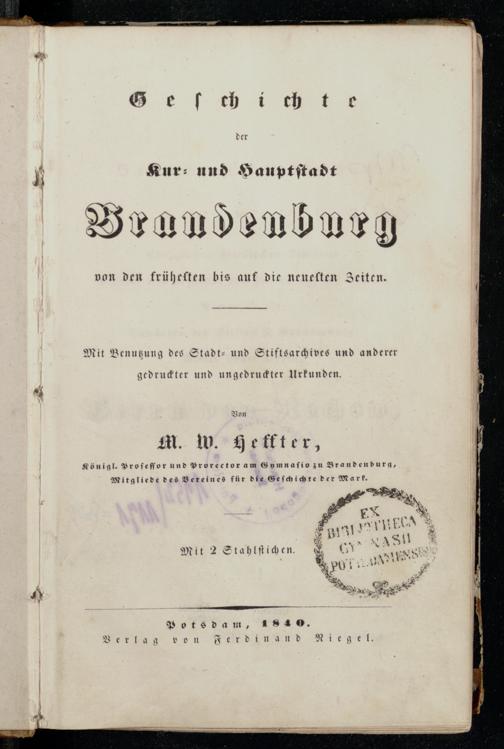 Geschichte
der
Kur- und Hauptstadt
Brandenburg
von den frühesten bis auf die neuesten Zeiten.
Mit Benutzung des Stadt- und Stiftsarchives und anderer
gedruckter und ungedruckter Urkunden.
Von
M. W. Heffter,
Königl. Professor und Prorector am Gymnasio zu Brandenburg,
Mitgliede des Vereines für die Geschichte der Mark.
Mit 2 Stahlstichen.
EX
BIBLIOTHECA
GYMNASII
POTSDAMENSIS
Potsdam, 1840.
Verlag von Ferdinand Riegel.